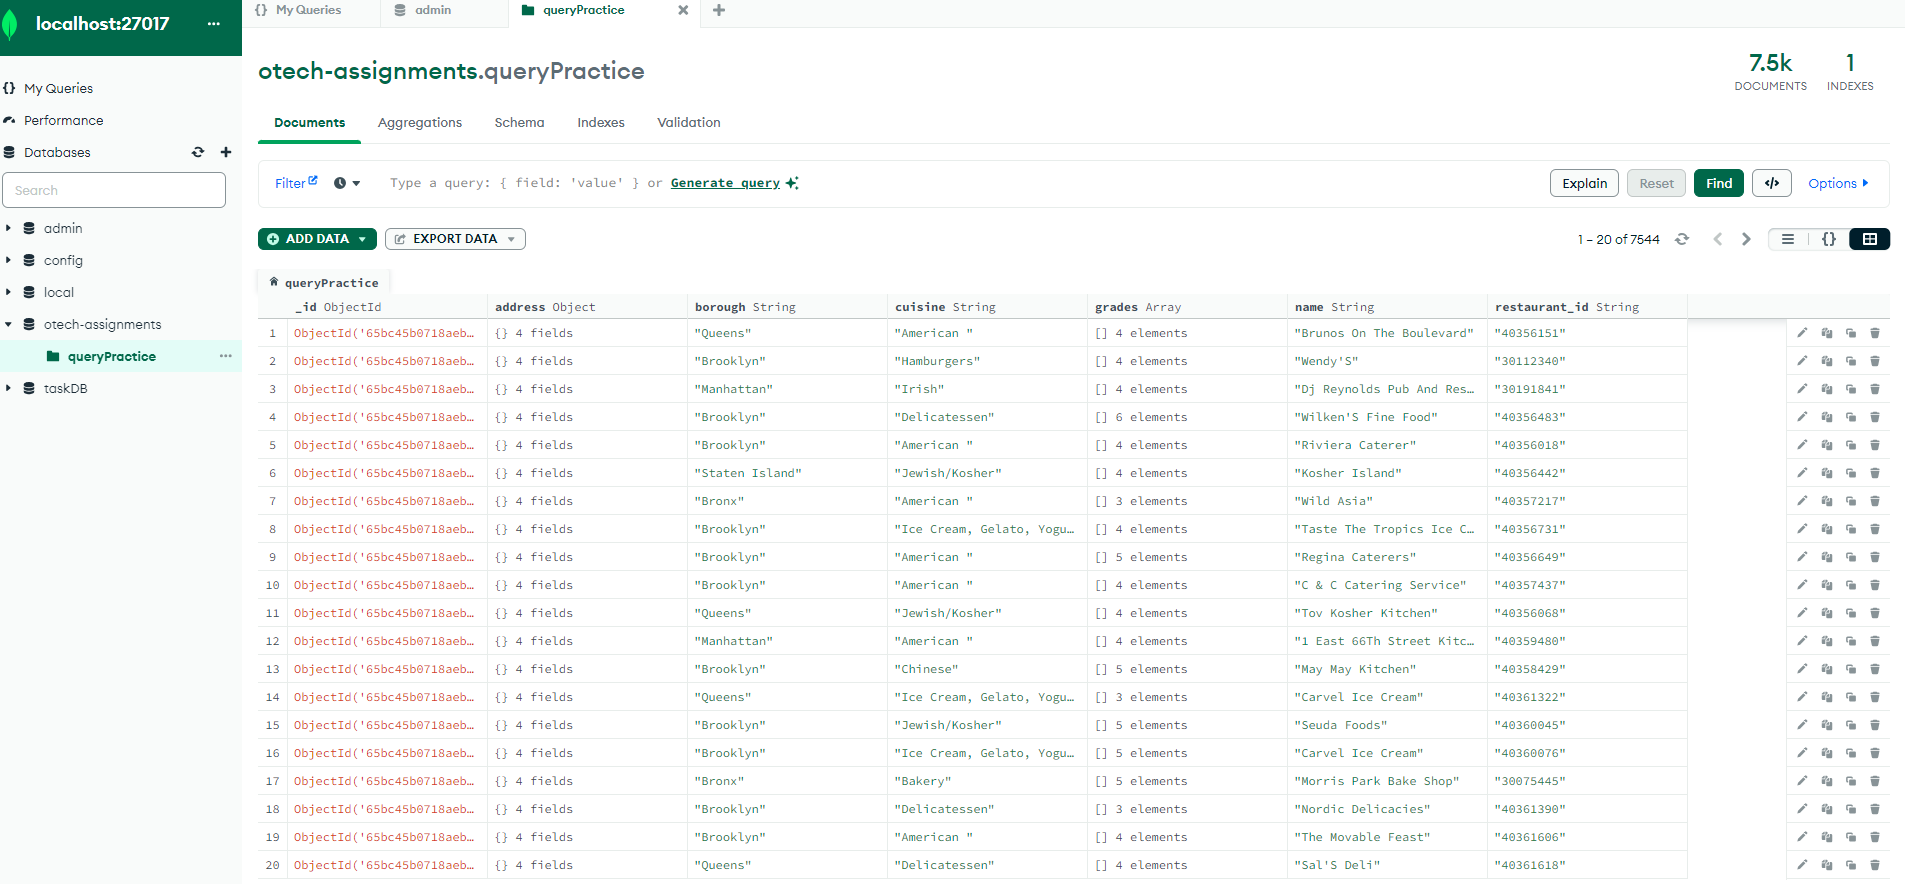 localhost:27017 ...
My Queries
Performance
Databases
Search
admin
config
local
otech-assignments
queryPractice ...
taskDB
{} My Queries admin queryPractice
otech-assignments.queryPractice
7.5k DOCUMENTS
1 INDEXES
Documents Aggregations Schema Indexes Validation
Filter Type a query: { field: 'value' } or Generate query Explain Reset Find </> Options
ADD DATA EXPORT DATA 1 – 20 of 7544 {}
queryPractice
_id ObjectId address Object borough String cuisine String grades Array name String restaurant_id String
1 ObjectId('65bc45b0718aeb... {} 4 fields "Queens" "American " [] 4 elements "Brunos On The Boulevard" "40356151"
2 ObjectId('65bc45b0718aeb... {} 4 fields "Brooklyn" "Hamburgers" [] 4 elements "Wendy'S" "30112340"
3 ObjectId('65bc45b0718aeb... {} 4 fields "Manhattan" "Irish" [] 4 elements "Dj Reynolds Pub And Res... "30191841"
4 ObjectId('65bc45b0718aeb... {} 4 fields "Brooklyn" "Delicatessen" [] 6 elements "Wilken'S Fine Food" "40356483"
5 ObjectId('65bc45b0718aeb... {} 4 fields "Brooklyn" "American " [] 4 elements "Riviera Caterer" "40356018"
6 ObjectId('65bc45b0718aeb... {} 4 fields "Staten Island" "Jewish/Kosher" [] 4 elements "Kosher Island" "40356442"
7 ObjectId('65bc45b0718aeb... {} 4 fields "Bronx" "American " [] 3 elements "Wild Asia" "40357217"
8 ObjectId('65bc45b0718aeb... {} 4 fields "Brooklyn" "Ice Cream, Gelato, Yogu... [] 4 elements "Taste The Tropics Ice C... "40356731"
9 ObjectId('65bc45b0718aeb... {} 4 fields "Brooklyn" "American " [] 5 elements "Regina Caterers" "40356649"
10 ObjectId('65bc45b0718aeb... {} 4 fields "Brooklyn" "American " [] 4 elements "C & C Catering Service" "40357437"
11 ObjectId('65bc45b0718aeb... {} 4 fields "Queens" "Jewish/Kosher" [] 4 elements "Tov Kosher Kitchen" "40356068"
12 ObjectId('65bc45b0718aeb... {} 4 fields "Manhattan" "American " [] 4 elements "1 East 66Th Street Kitc... "40359480"
13 ObjectId('65bc45b0718aeb... {} 4 fields "Brooklyn" "Chinese" [] 5 elements "May May Kitchen" "40358429"
14 ObjectId('65bc45b0718aeb... {} 4 fields "Queens" "Ice Cream, Gelato, Yogu... [] 3 elements "Carvel Ice Cream" "40361322"
15 ObjectId('65bc45b0718aeb... {} 4 fields "Brooklyn" "Jewish/Kosher" [] 5 elements "Seuda Foods" "40360045"
16 ObjectId('65bc45b0718aeb... {} 4 fields "Brooklyn" "Ice Cream, Gelato, Yogu... [] 5 elements "Carvel Ice Cream" "40360076"
17 ObjectId('65bc45b0718aeb... {} 4 fields "Bronx" "Bakery" [] 5 elements "Morris Park Bake Shop" "30075445"
18 ObjectId('65bc45b0718aeb... {} 4 fields "Brooklyn" "Delicatessen" [] 3 elements "Nordic Delicacies" "40361390"
19 ObjectId('65bc45b0718aeb... {} 4 fields "Brooklyn" "American " [] 4 elements "The Movable Feast" "40361606"
20 ObjectId('65bc45b0718aeb... {} 4 fields "Queens" "Delicatessen" [] 4 elements "Sal'S Deli" "40361618"